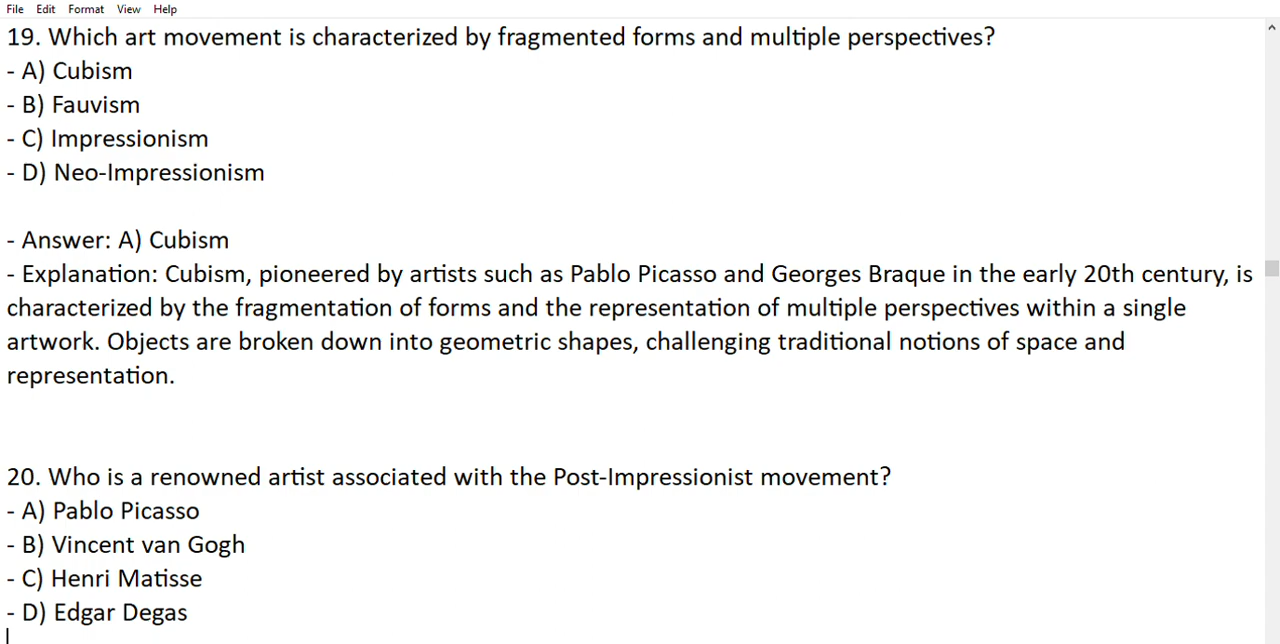 File Edit Format View Help
19. Which art movement is characterized by fragmented forms and multiple perspectives?
- A) Cubism
- B) Fauvism
- C) Impressionism
- D) Neo-Impressionism
- Answer: A) Cubism
- Explanation: Cubism, pioneered by artists such as Pablo Picasso and Georges Braque in the early 20th century, is
characterized by the fragmentation of forms and the representation of multiple perspectives within a single
artwork. Objects are broken down into geometric shapes, challenging traditional notions of space and
representation.
20. Who is a renowned artist associated with the Post-Impressionist movement?
- A) Pablo Picasso
- B) Vincent van Gogh
- C) Henri Matisse
- D) Edgar Degas